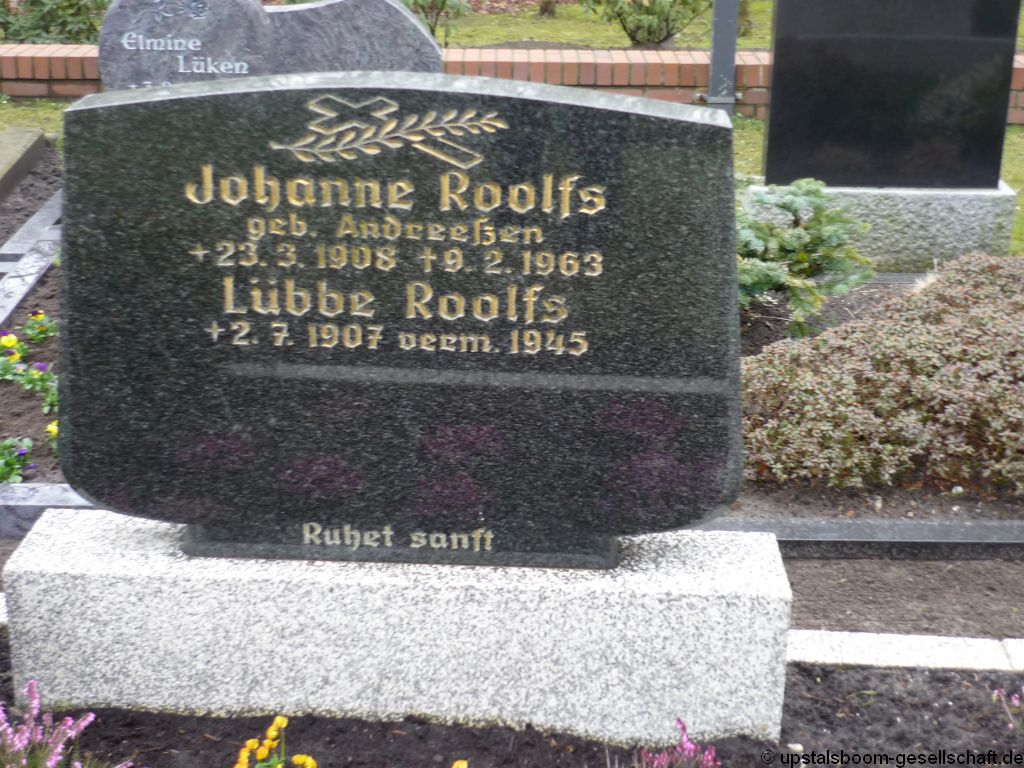 Elmine
Lüken
Johanne Roolfs
geb. Andreeßen
+23. 3. 1908 †9. 2. 1963
Lübbe Roolfs
+2. 7. 1907 verm. 1945
Ruhet sanft
© upstalsboom-gesellschaft.de